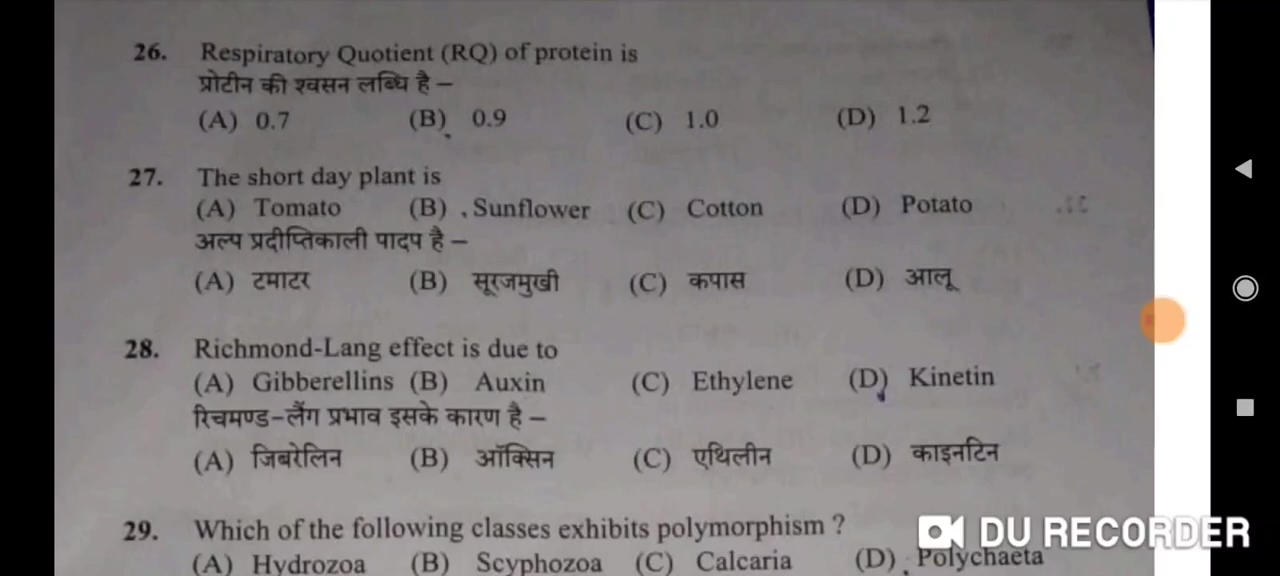 26. Respiratory Quotient (RQ) of protein is
प्रोटीन की श्वसन लब्धि है –
(A) 0.7 (B) 0.9 (C) 1.0 (D) 1.2
27. The short day plant is
(A) Tomato (B) Sunflower (C) Cotton (D) Potato
अल्प प्रदीप्तिकाली पादप है –
(A) टमाटर (B) सूरजमुखी (C) कपास (D) आलू
28. Richmond-Lang effect is due to
(A) Gibberellins (B) Auxin (C) Ethylene (D) Kinetin
रिचमण्ड-लैंग प्रभाव इसके कारण है –
(A) जिबरेलिन (B) ऑक्सिन (C) एथिलीन (D) काइनटिन
29. Which of the following classes exhibits polymorphism ?
(A) Hydrozoa (B) Scyphozoa (C) Calcaria (D) Polychaeta
DU RECORDER